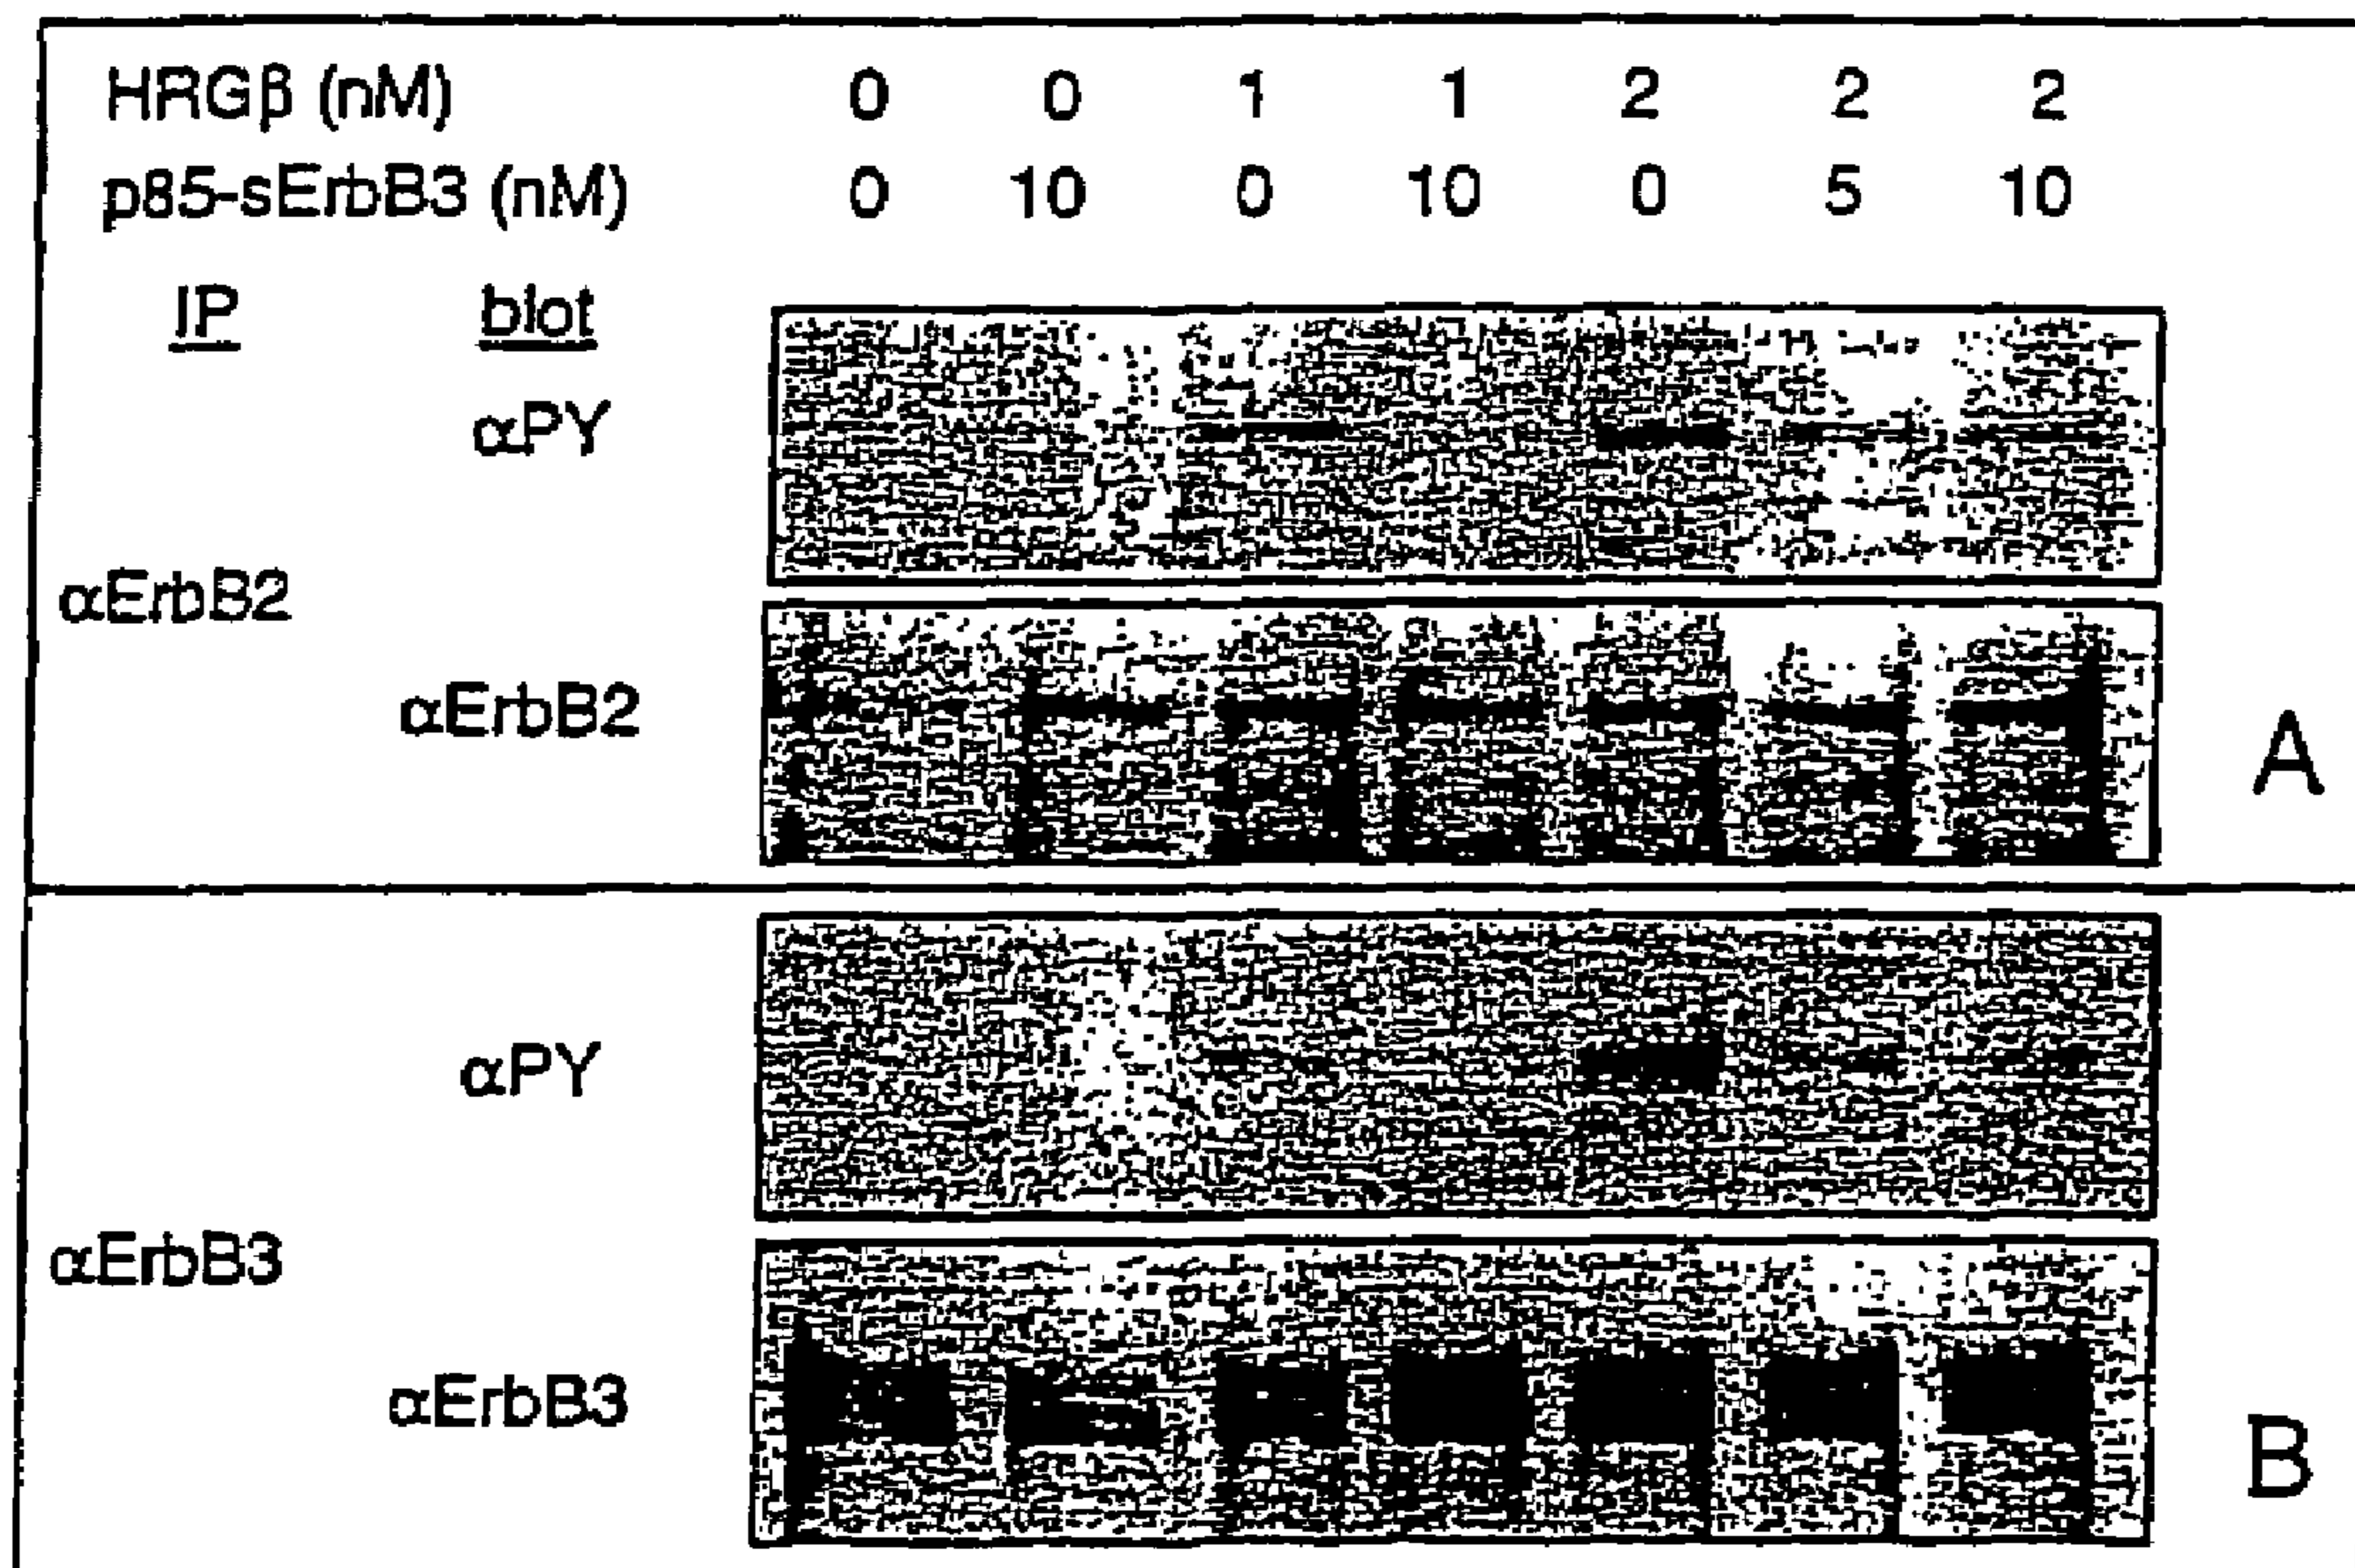 HRGβ (nM) 0 0 1 1 2 2 2
p85-sErbB3 (nM) 0 10 0 10 0 5 10
IP blot
αPY
αErbB2
αErbB2
A
αPY
αErbB3
αErbB3
B